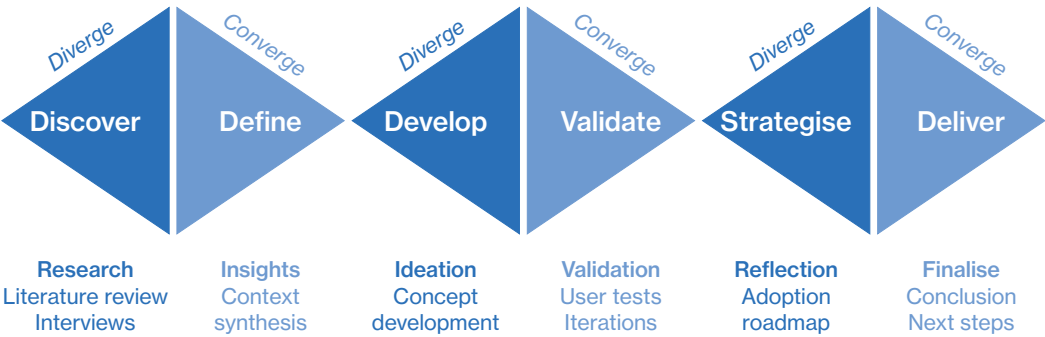 Diverge
Converge
Diverge
Converge
Diverge
Converge
Discover
Define
Develop
Validate
Strategise
Deliver
Research
Literature review
Interviews
Insights
Context
synthesis
Ideation
Concept
development
Validation
User tests
Iterations
Reflection
Adoption
roadmap
Finalise
Conclusion
Next steps